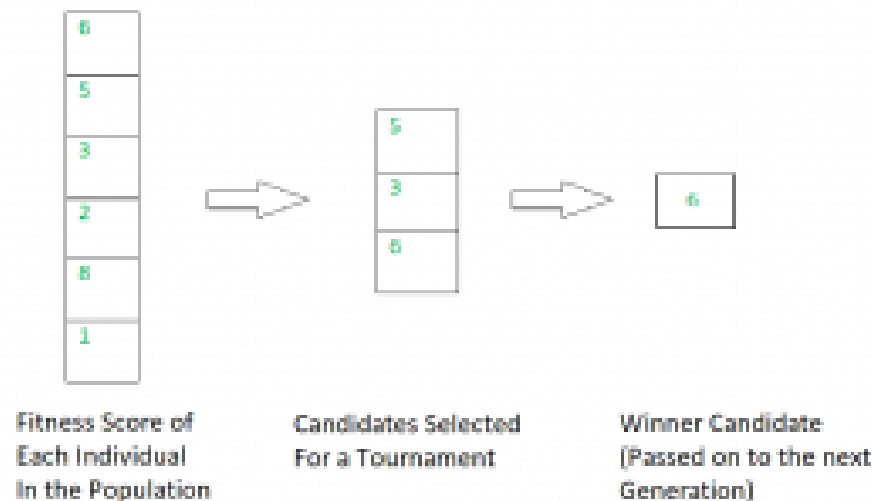 6
5
3
2
8
1
5
3
6
6
Fitness Score of
Each Individual
In the Population
Candidates Selected
For a Tournament
Winner Candidate
(Passed on to the next
Generation)